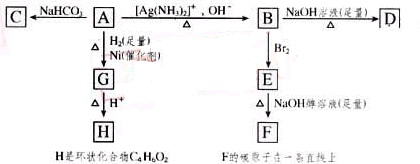 C NaHCO₃ A [Ag(NH₃)₂]⁺ , OH⁻ △ B NaOH溶液(足量) △ D
△ H₂(足量) Ni(催化剂) Br₂
G E
△ H⁺ △ NaOH醇溶液(足量)
H F
H是环状化合物C₄H₆O₂ F的碳原子在一条直线上